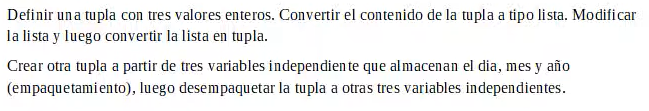 Definir una tupla con tres valores enteros. Convertir el contenido de la tupla a tipo lista. Modificar
la lista y luego convertir la lista en tupla.
Crear otra tupla a partir de tres variables independiente que almacenan el dia, mes y año
(empaquetamiento), luego desempaquetar la tupla a otras tres variables independientes.